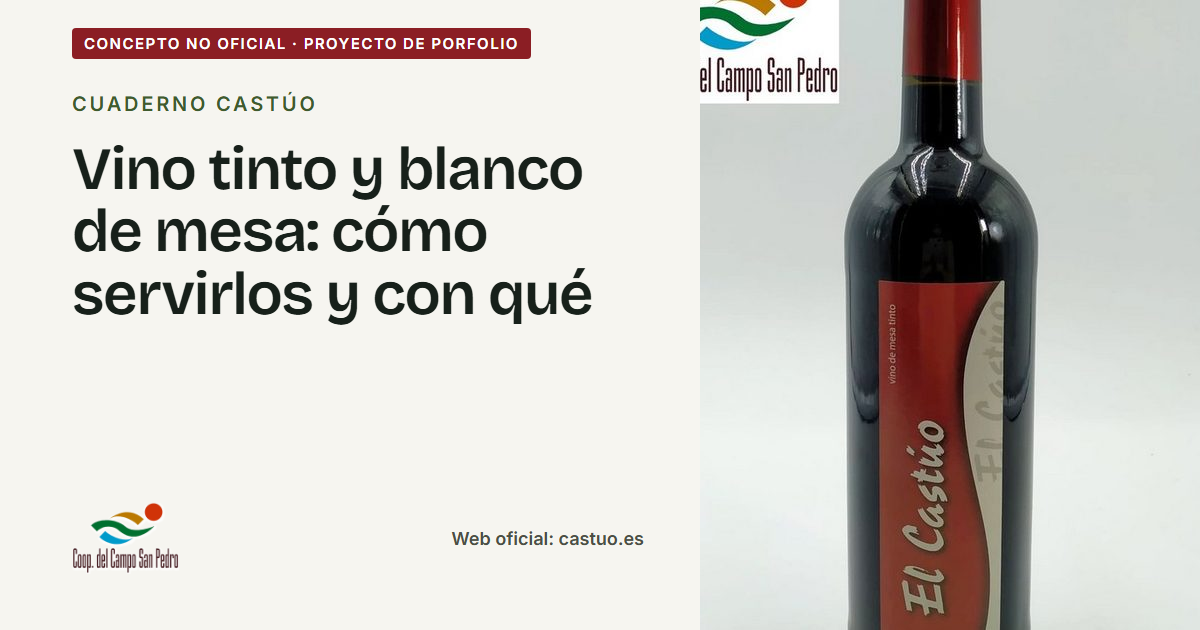 CONCEPTO NO OFICIAL · PROYECTO DE PORFOLIO
CUADERNO CASTÚO
Vino tinto y blanco
de mesa: cómo
servirlos y con qué
Coop. del Campo San Pedro
Web oficial: castuo.es
el Campo San Pedro
vino de mesa tinto
El Castúo
El Castúo